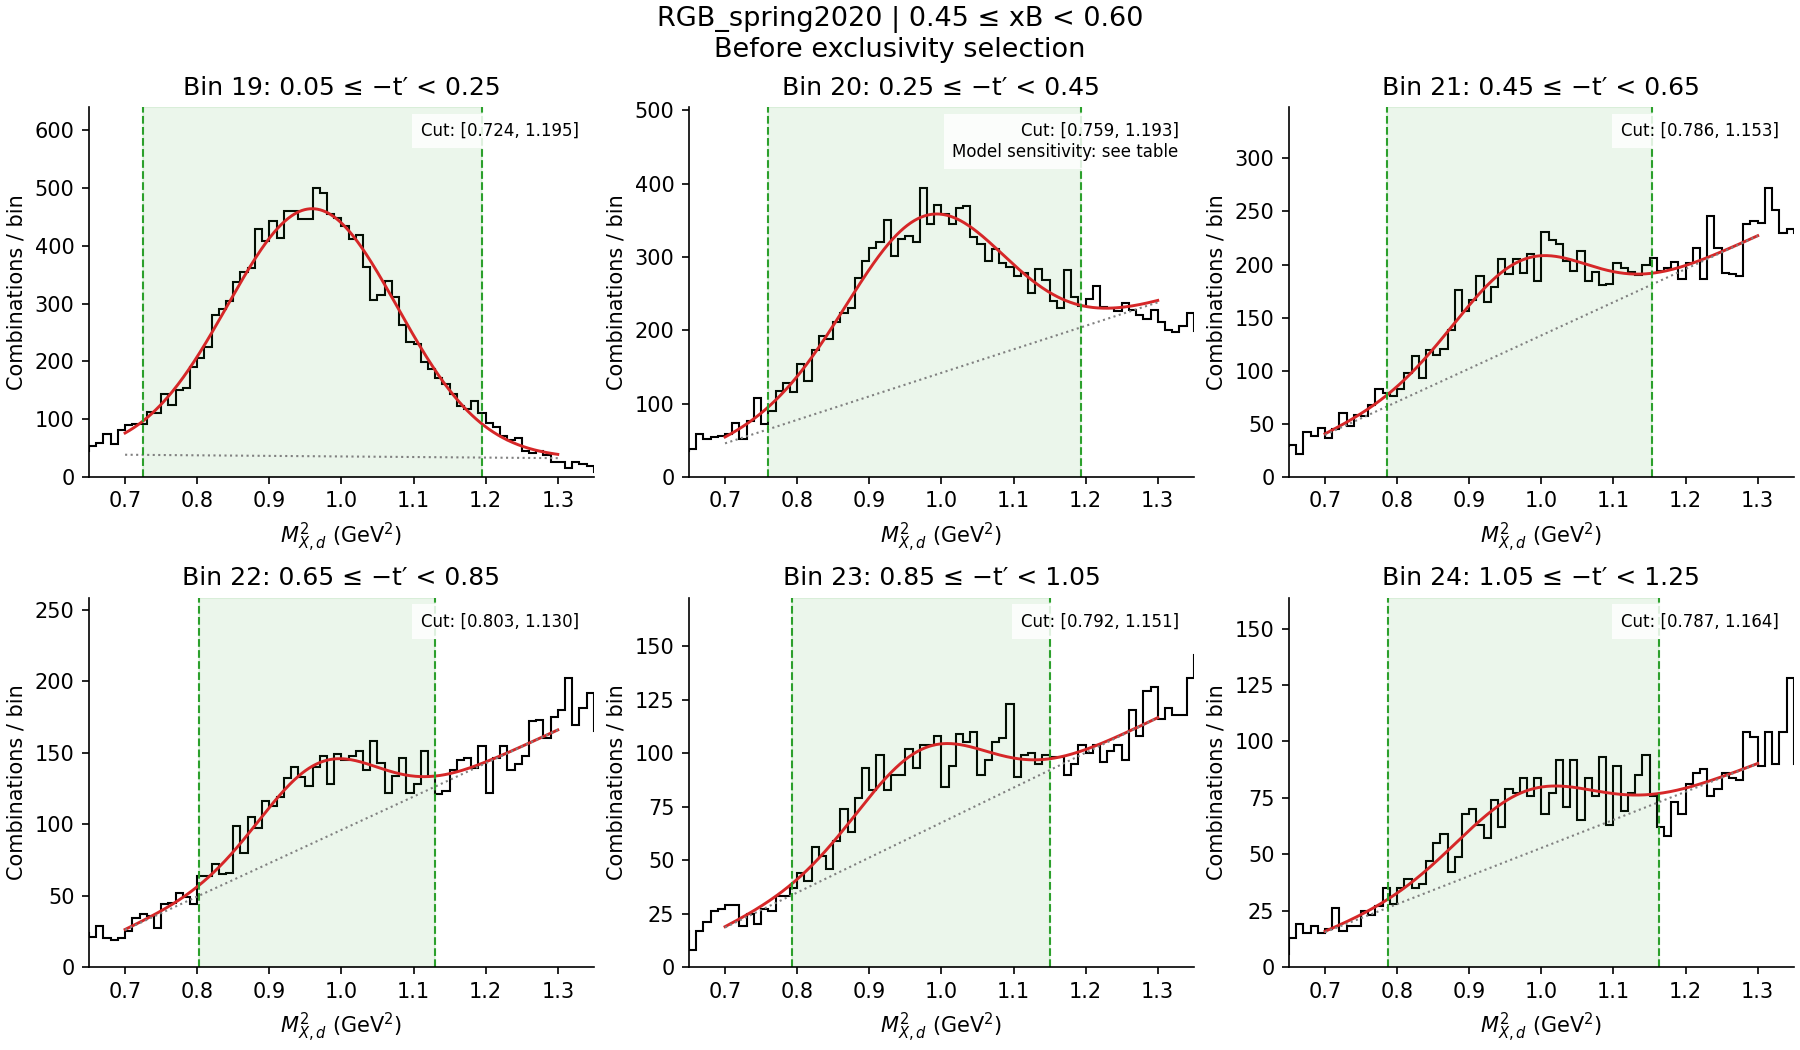 RGB_spring2020 | 0.45 ≤ xB < 0.60
Before exclusivity selection
Bin 19: 0.05 ≤ −t′ < 0.25
Cut: [0.724, 1.195]
Combinations / bin
600
500
400
300
200
100
0
0.7 0.8 0.9 1.0 1.1 1.2 1.3
M²X,d (GeV²)
Bin 20: 0.25 ≤ −t′ < 0.45
Cut: [0.759, 1.193]
Model sensitivity: see table
Combinations / bin
500
400
300
200
100
0
0.7 0.8 0.9 1.0 1.1 1.2 1.3
M²X,d (GeV²)
Bin 21: 0.45 ≤ −t′ < 0.65
Cut: [0.786, 1.153]
Combinations / bin
300
250
200
150
100
50
0
0.7 0.8 0.9 1.0 1.1 1.2 1.3
M²X,d (GeV²)
Bin 22: 0.65 ≤ −t′ < 0.85
Cut: [0.803, 1.130]
Combinations / bin
250
200
150
100
50
0
0.7 0.8 0.9 1.0 1.1 1.2 1.3
M²X,d (GeV²)
Bin 23: 0.85 ≤ −t′ < 1.05
Cut: [0.792, 1.151]
Combinations / bin
150
125
100
75
50
25
0
0.7 0.8 0.9 1.0 1.1 1.2 1.3
M²X,d (GeV²)
Bin 24: 1.05 ≤ −t′ < 1.25
Cut: [0.787, 1.164]
Combinations / bin
150
125
100
75
50
25
0
0.7 0.8 0.9 1.0 1.1 1.2 1.3
M²X,d (GeV²)